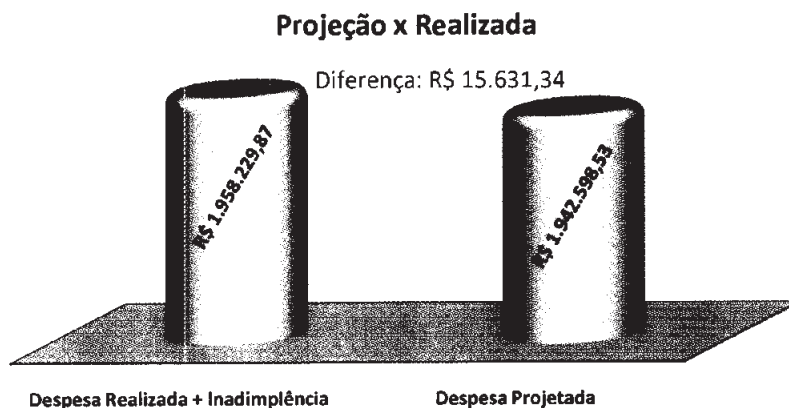 Projeção x Realizada
Diferença: R$ 15.631,34
R$ 1.958.229,87
R$ 1.942.598,53
Despesa Realizada + Inadimplência
Despesa Projetada